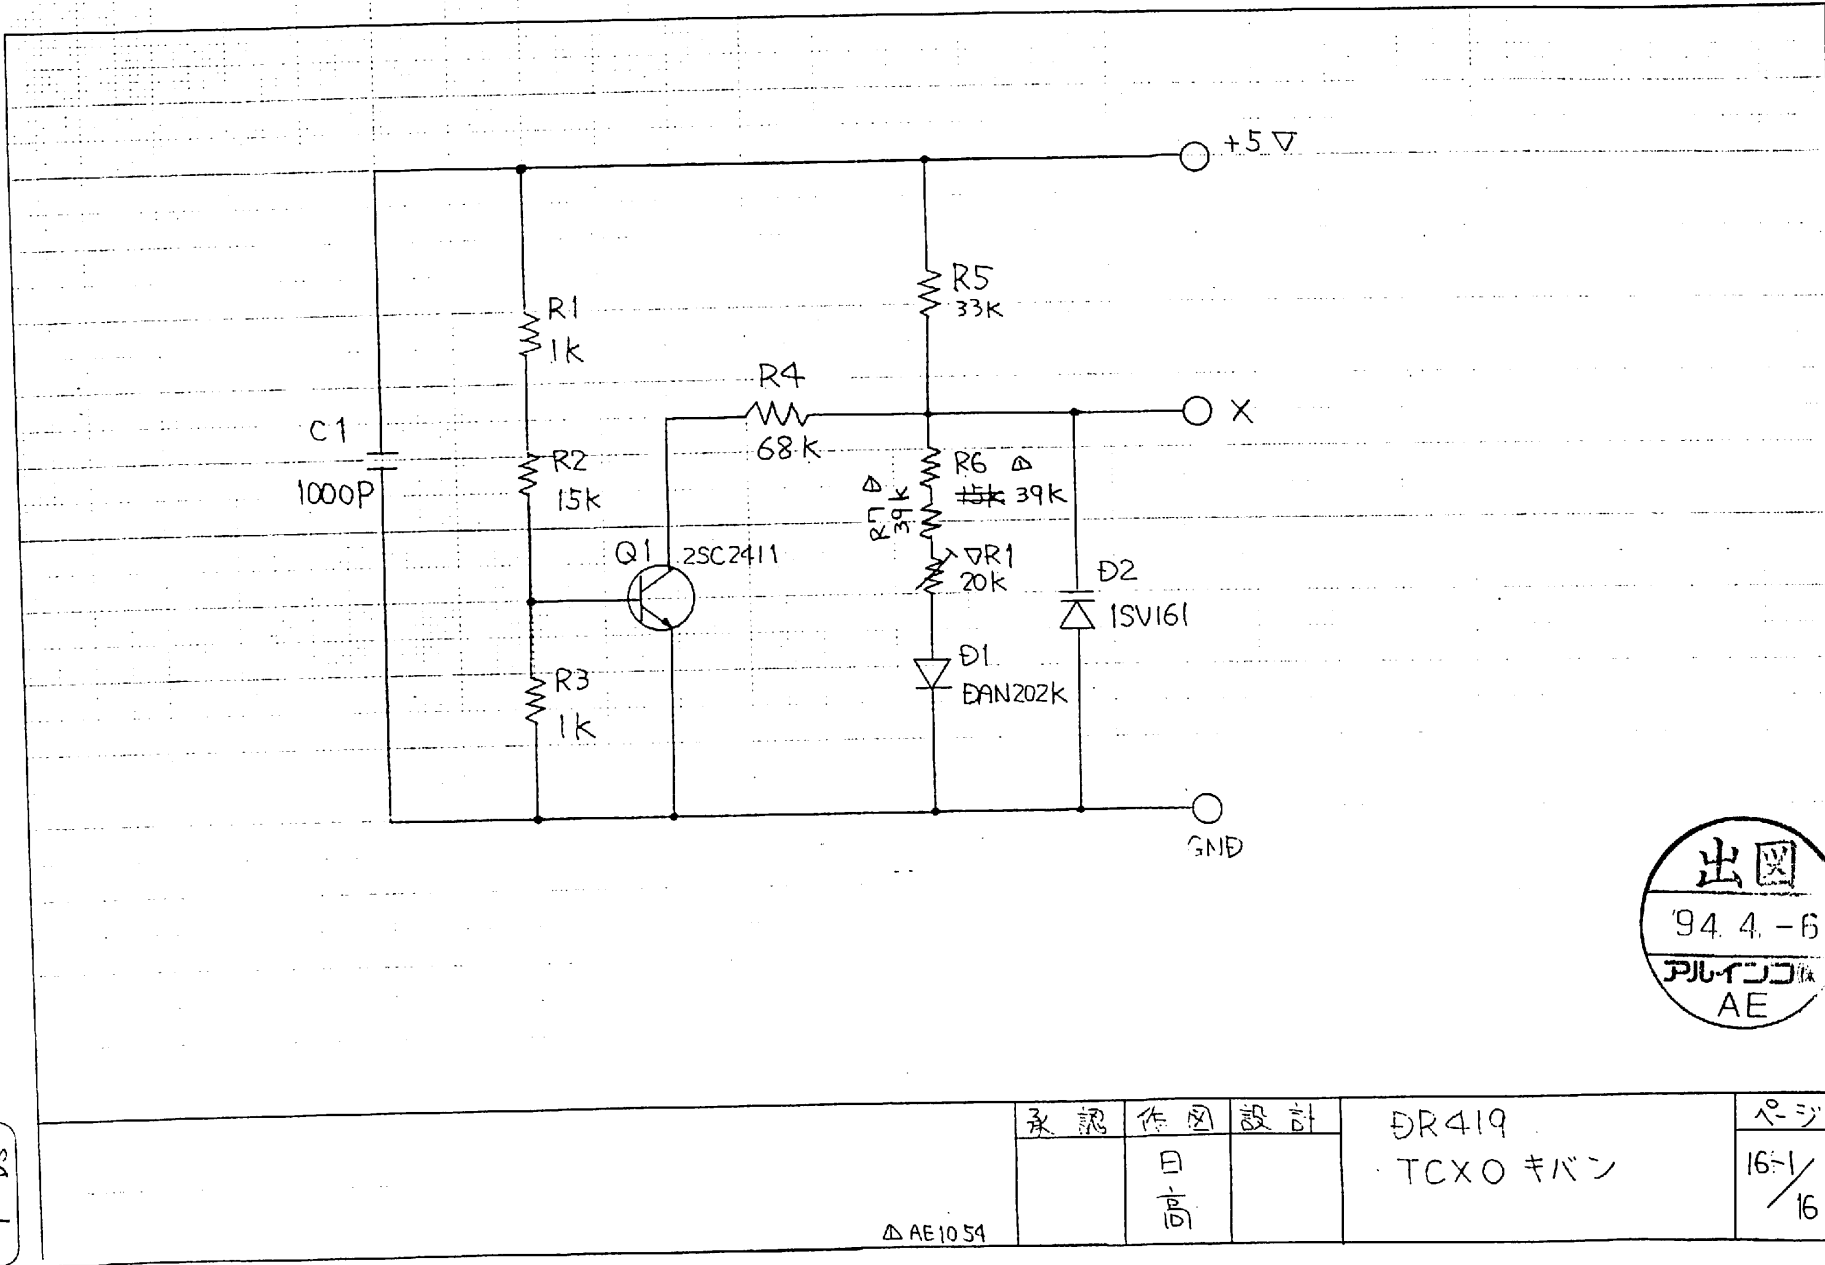 +5V
R5
33K
R1
1K
R4
68K
X
C1
1000P
R2
15K
R6 △
15K 39K
R7 △
39K
Q1 2SC2411
VR1
20K
D2
1SV161
D1
DAN202K
R3
1K
GND
出図
'94.4.-6
アルインコ㈱
AE
承認 作図 設計
日高
DR419
TCXO キバン
ページ
16-1/16
△AE1054